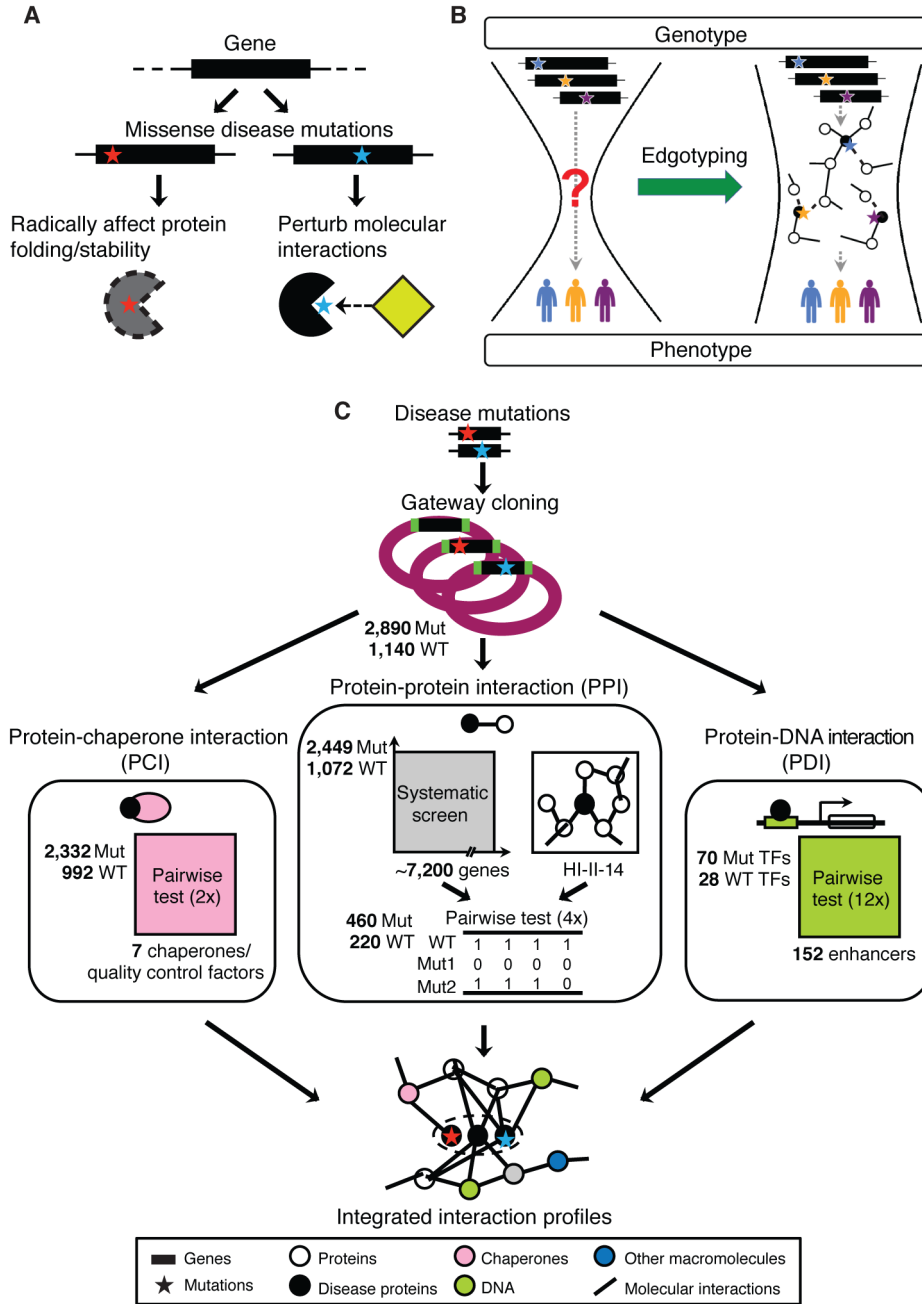 A
Gene
Missense disease mutations
Radically affect protein
folding/stability
Perturb molecular
interactions
B
Genotype
?
Edgotyping
Phenotype
C
Disease mutations
Gateway cloning
2,890 Mut
1,140 WT
Protein-chaperone interaction
(PCI)
2,332 Mut
992 WT
Pairwise
test (2x)
7 chaperones/
quality control factors
Protein-protein interaction (PPI)
2,449 Mut
1,072 WT
Systematic
screen
~7,200 genes
HI-II-14
460 Mut
220 WT
Pairwise test (4x)
WT 1 1 1 1
Mut1 0 0 0 0
Mut2 1 1 1 0
Protein-DNA interaction
(PDI)
70 Mut TFs
28 WT TFs
Pairwise
test (12x)
152 enhancers
Integrated interaction profiles
Genes
Proteins
Chaperones
Other macromolecules
Mutations
Disease proteins
DNA
Molecular interactions